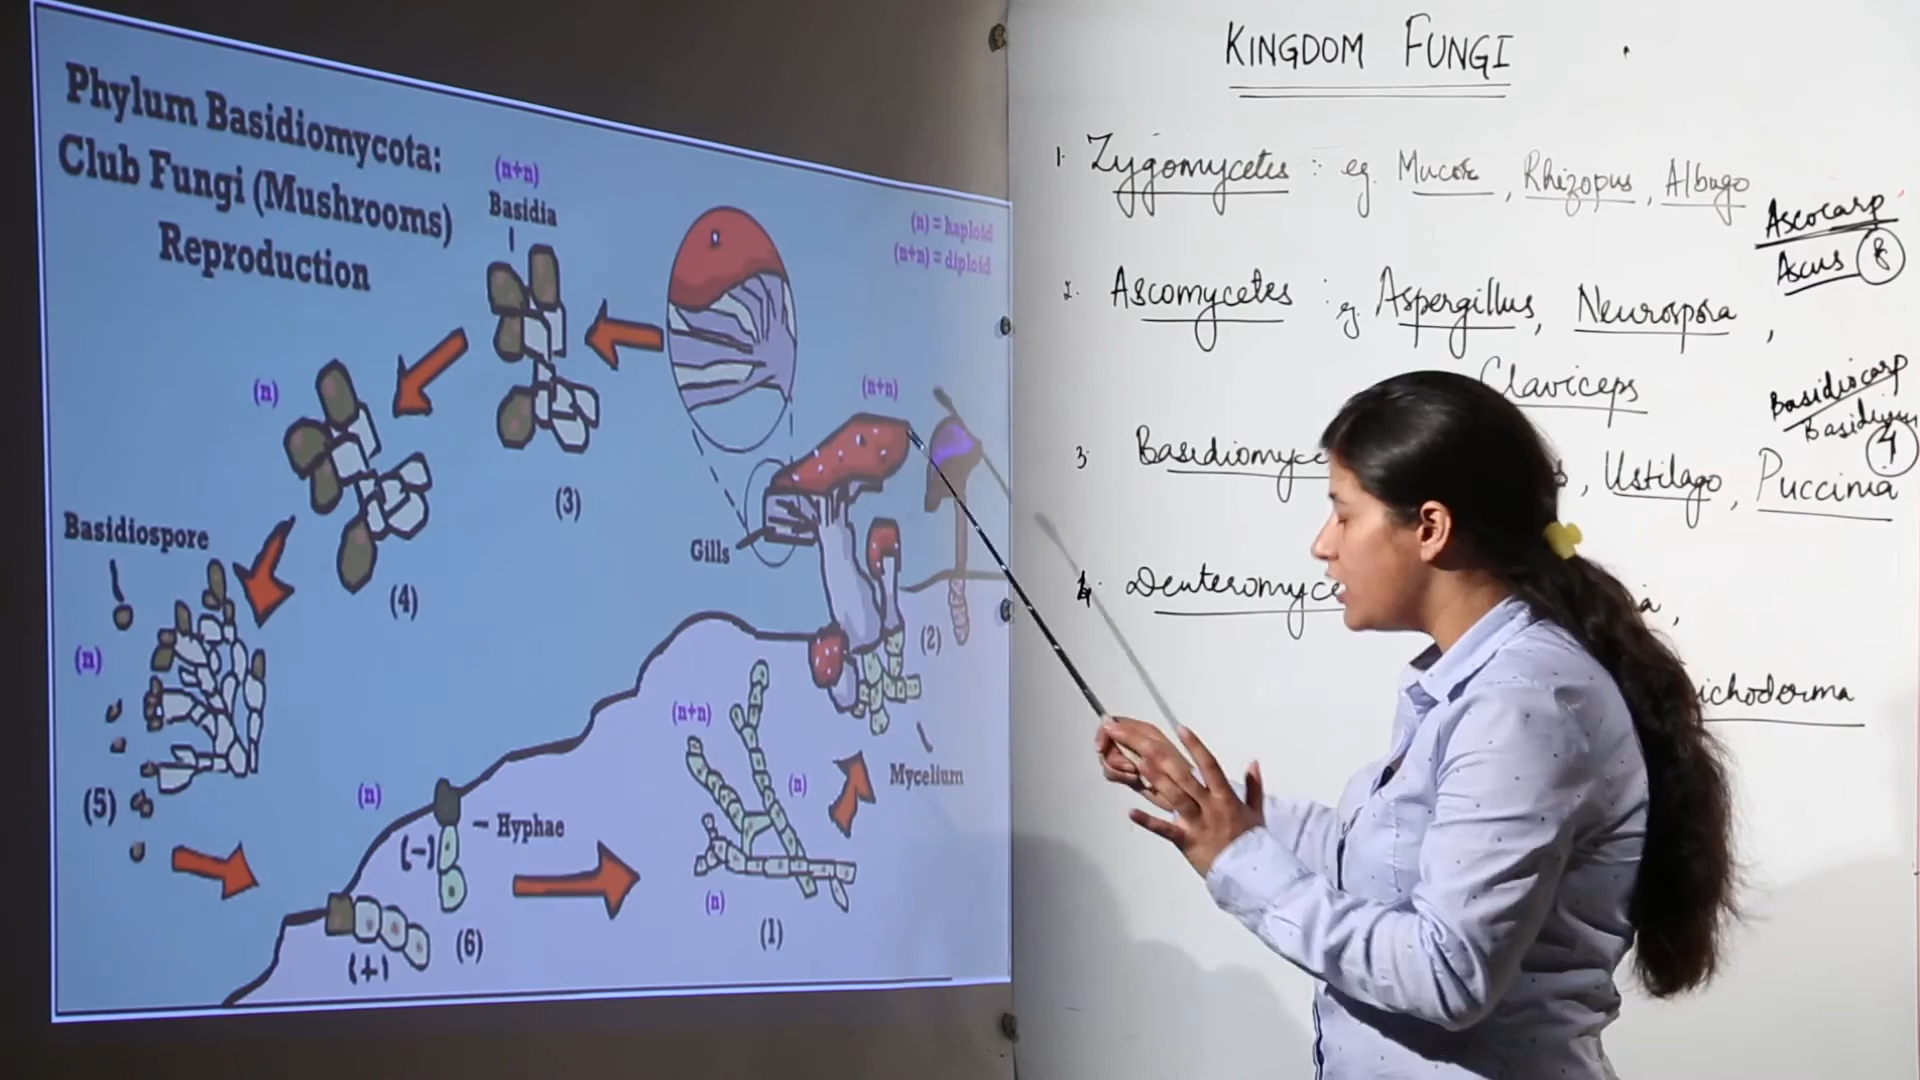 Phylum Basidiomycota:
Club Fungi (Mushrooms)
Reproduction
(n+n)
Basidia
(n) = haploid
(n+n) = diploid
(n+n)
(n)
(3)
Gills
Basidiospore
(4)
(n)
(2)
(n+n)
Mycelium
(n)
(5)
(n)
Hyphae
(-)
(n)
(6)
(1)
(+)
KINGDOM FUNGI
1. Zygomycetes : eg. Mucor, Rhizopus, Albugo
Ascocarp
Ascus 8
2. Ascomycetes : eg. Aspergillus, Neurospora,
Claviceps
Basidiocarp
Basidium
4
3. , Ustilago, Puccinia
4.